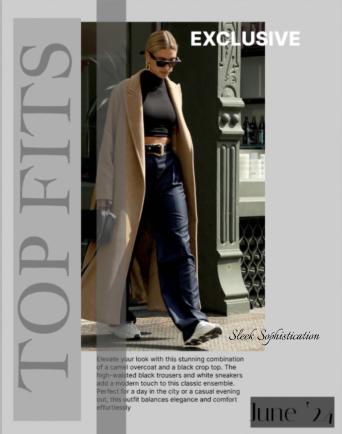 EXCLUSIVE
TOP FITS
Sleek Sophistication
Elevate your look with this stunning combination
of a camel overcoat and a black crop top. The
high-waisted black trousers and white sneakers
add a modern touch to this classic ensemble.
Perfect for a day in the city or a casual evening
out, this outfit balances elegance and comfort
effortlessly
June '24